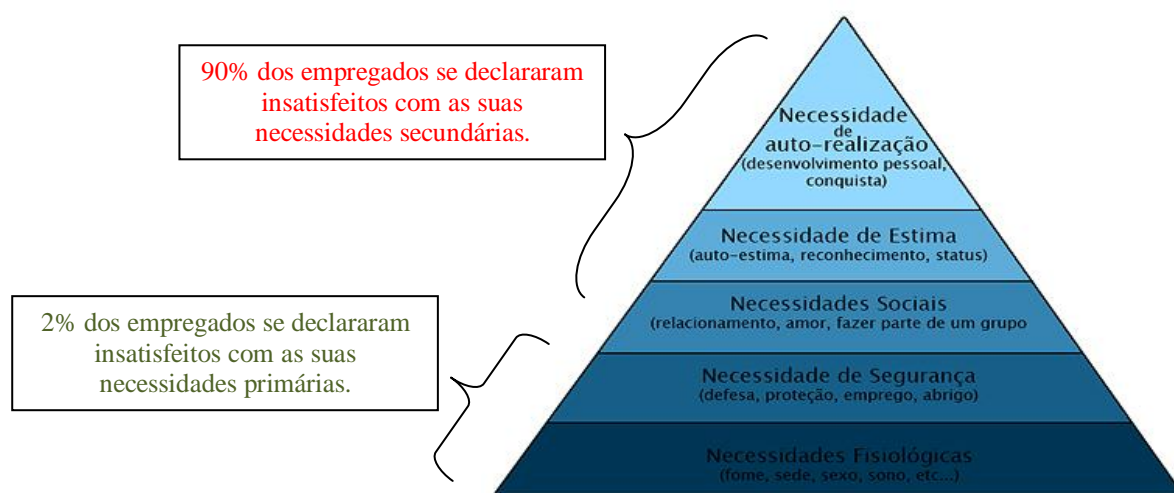 90% dos empregados se declararam
insatisfeitos com as suas
necessidades secundárias.
2% dos empregados se declararam
insatisfeitos com as suas
necessidades primárias.
Necessidade
de
auto-realização
(desenvolvimento pessoal,
conquista)
Necessidade de Estima
(auto-estima, reconhecimento, status)
Necessidades Sociais
(relacionamento, amor, fazer parte de um grupo
Necessidade de Segurança
(defesa, proteção, emprego, abrigo)
Necessidades Fisiológicas
(fome, sede, sexo, sono, etc...)